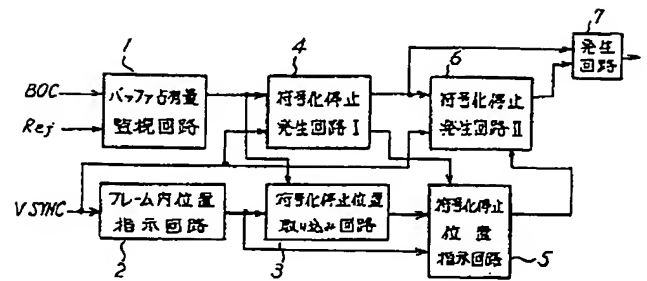 7
発生
回路
1
4
6
BOC
Rej
バッファ占有量
監視回路
符号化停止
発生回路 I
符号化停止
発生回路 II
VSYNC
フレーム内位置
指示回路
符号化停止位置
取り込み回路
符号化停止
位置
指示回路
2
3
5